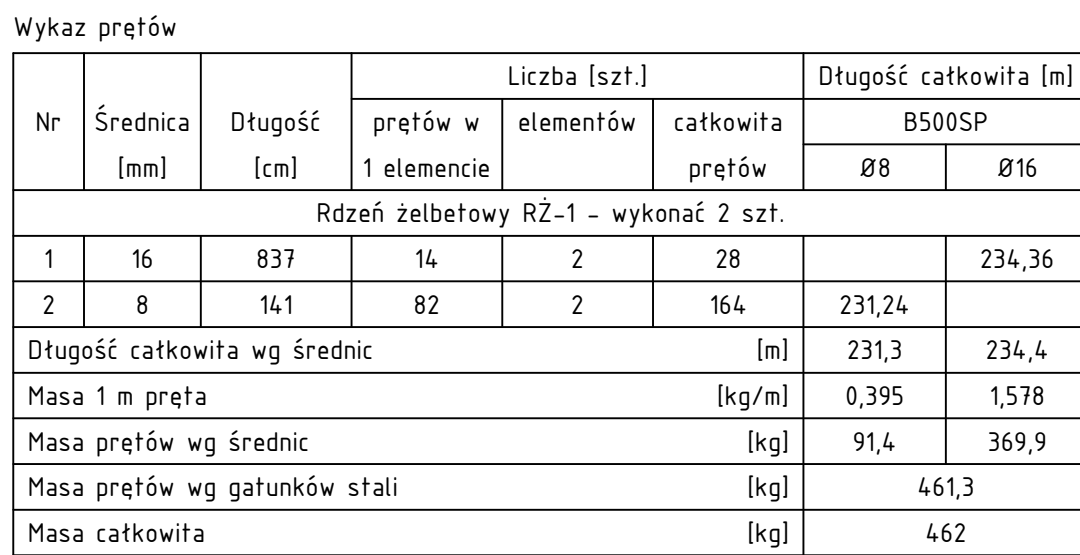 Wykaz prętów
Liczba [szt.] Długość całkowita [m]
Nr Średnica Długość prętów w elementów całkowita B500SP
[mm] [cm] 1 elemencie prętów Ø8 Ø16
Rdzeń żelbetowy RŻ-1 - wykonać 2 szt.
1 16 837 14 2 28 234,36
2 8 141 82 2 164 231,24
Długość całkowita wg średnic [m] 231,3 234,4
Masa 1 m pręta [kg/m] 0,395 1,578
Masa prętów wg średnic [kg] 91,4 369,9
Masa prętów wg gatunków stali [kg] 461,3
Masa całkowita [kg] 462